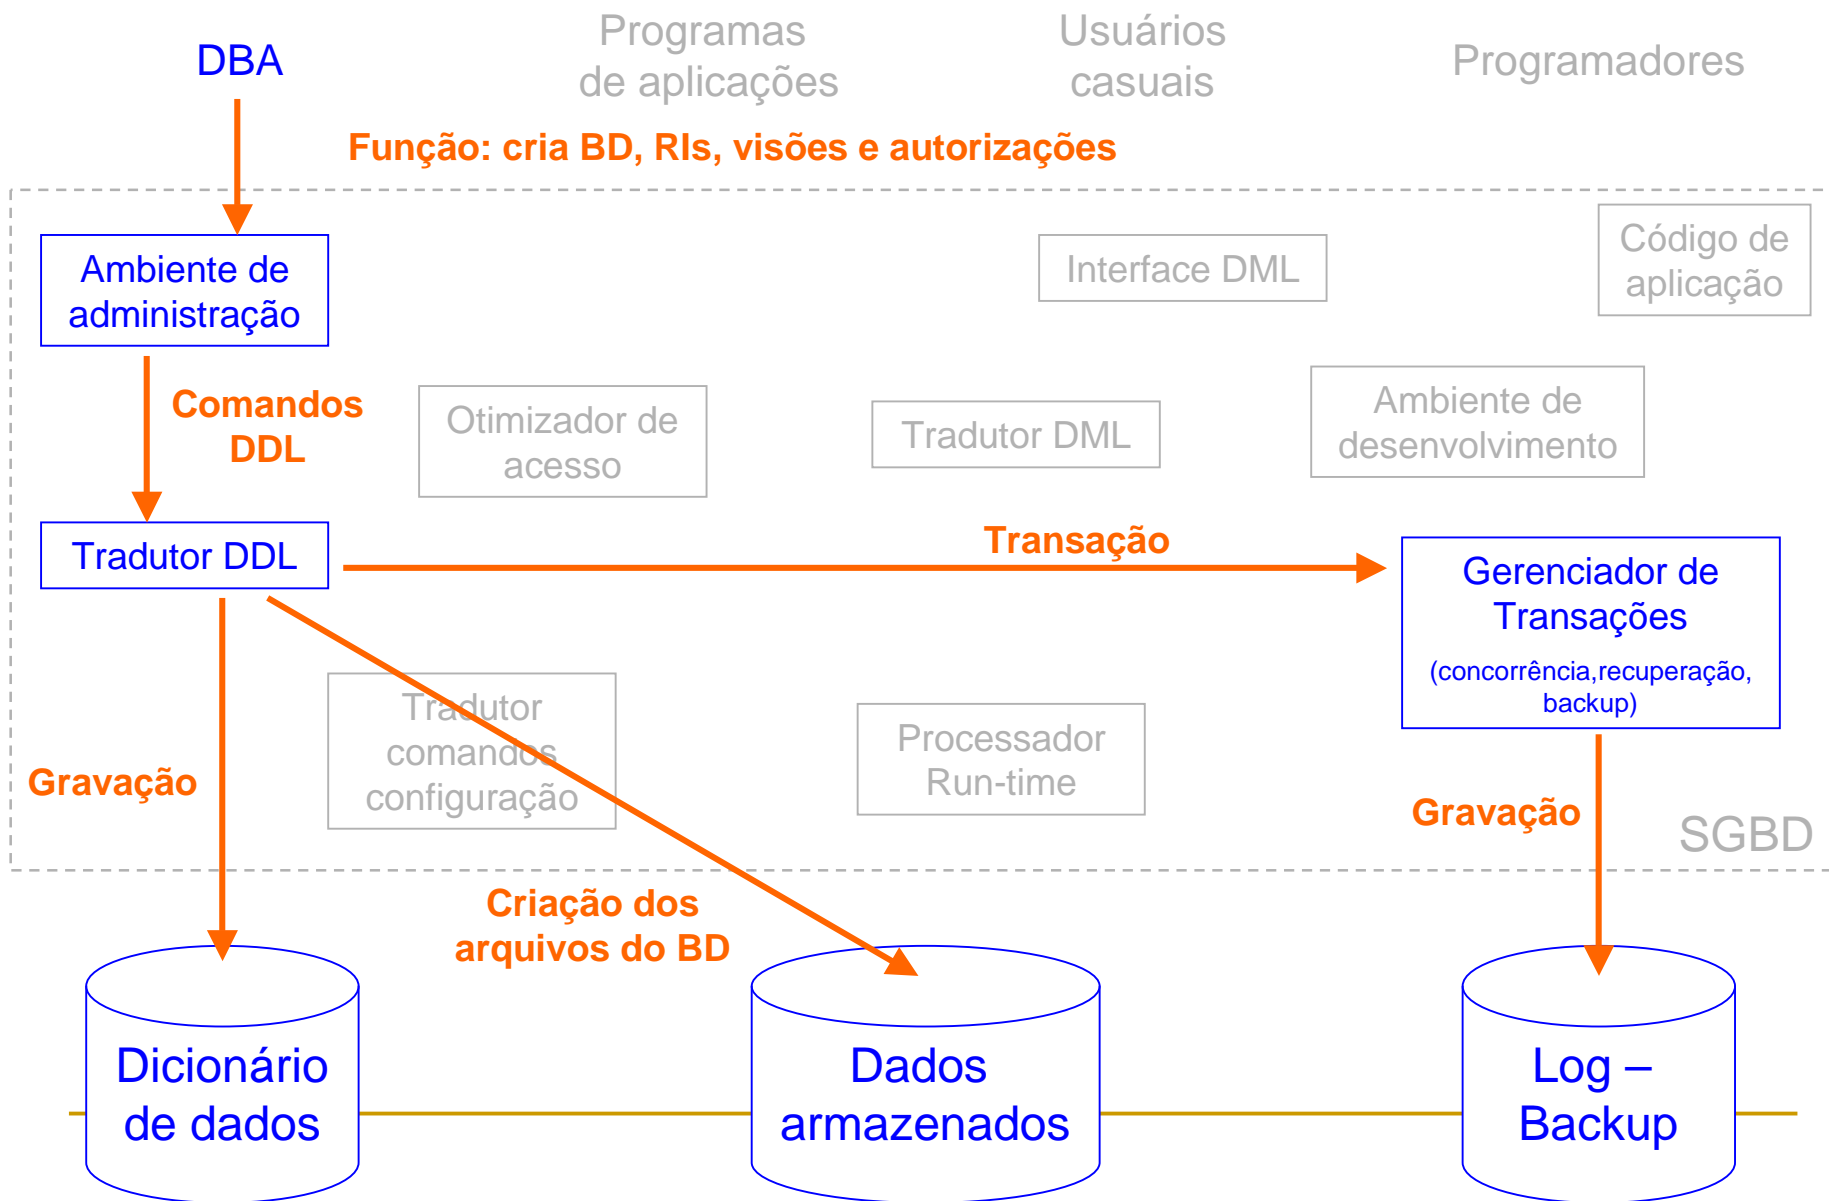 DBA
Programas
de aplicações
Usuários
casuais
Programadores
Função: cria BD, RIs, visões e autorizações
Ambiente de
administração
Interface DML
Código de
aplicação
Comandos
DDL
Otimizador de
acesso
Tradutor DML
Ambiente de
desenvolvimento
Tradutor DDL
Transação
Gerenciador de
Transações
(concorrência,recuperação,
backup)
Tradutor
comandos
configuração
Processador
Run-time
Gravação
Gravação
SGBD
Criação dos
arquivos do BD
Dicionário
de dados
Dados
armazenados
Log –
Backup